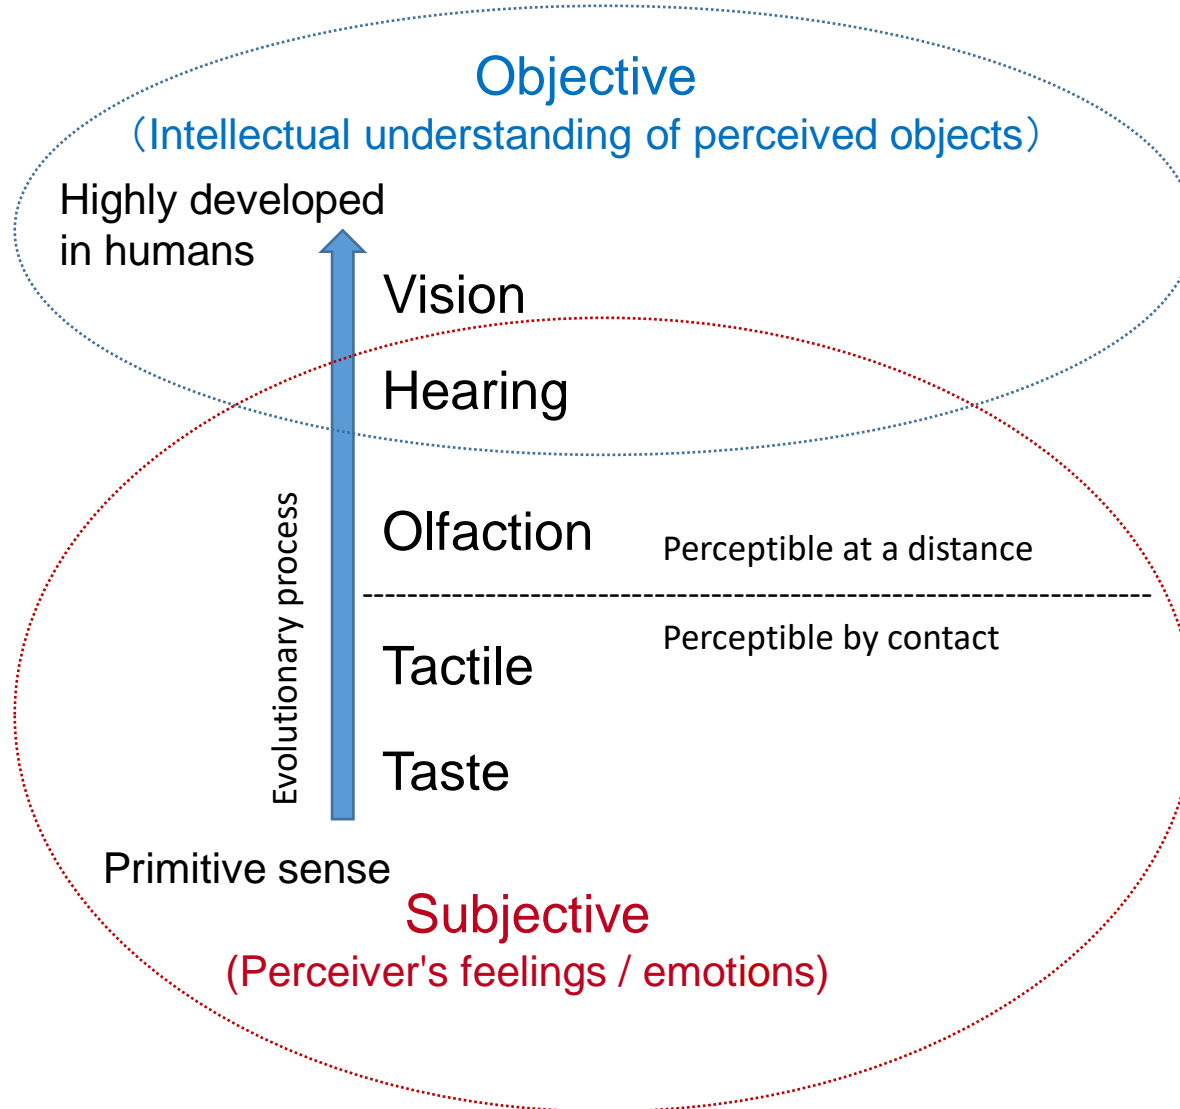 Objective
（Intellectual understanding of perceived objects）
Highly developed
in humans
Vision
Hearing
Evolutionary process
Olfaction
Perceptible at a distance
Perceptible by contact
Tactile
Taste
Primitive sense
Subjective
(Perceiver's feelings / emotions)